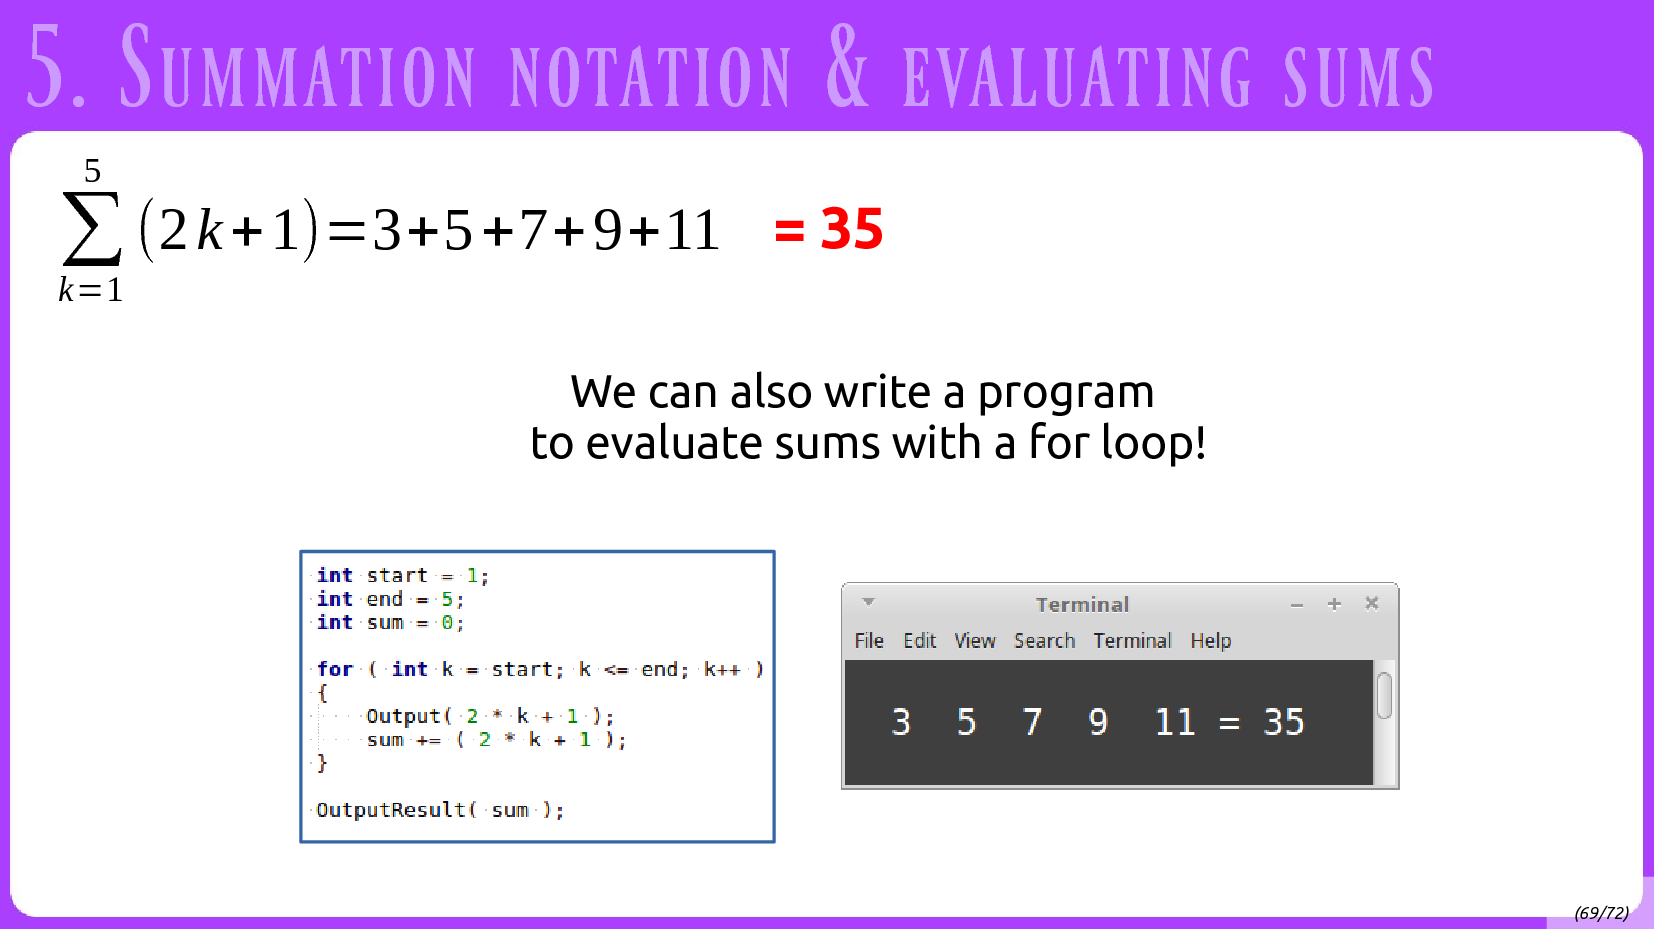 5. Summation notation & evaluating sums
5
∑ (2k+1)=3+5+7+9+11 = 35
k=1
We can also write a program
to evaluate sums with a for loop!
int start = 1;
int end = 5;
int sum = 0;
for ( int k = start; k <= end; k++ )
{
Output( 2 * k + 1 );
sum += ( 2 * k + 1 );
}
OutputResult( sum );
Terminal
File Edit View Search Terminal Help
3 5 7 9 11 = 35
(69/72)